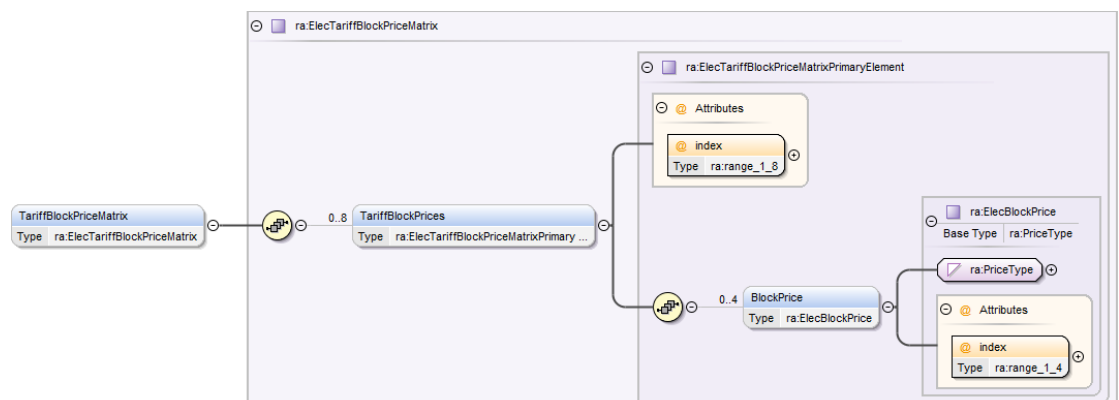 ra:ElecTariffBlockPriceMatrix
ra:ElecTariffBlockPriceMatrixPrimaryElement
@ Attributes
@ index
Type ra:range_1_8
TariffBlockPriceMatrix
Type ra:ElecTariffBlockPriceMatrix
0..8
TariffBlockPrices
Type ra:ElecTariffBlockPriceMatrixPrimary ...
ra:ElecBlockPrice
Base Type ra:PriceType
ra:PriceType
0..4
BlockPrice
Type ra:ElecBlockPrice
@ Attributes
@ index
Type ra:range_1_4